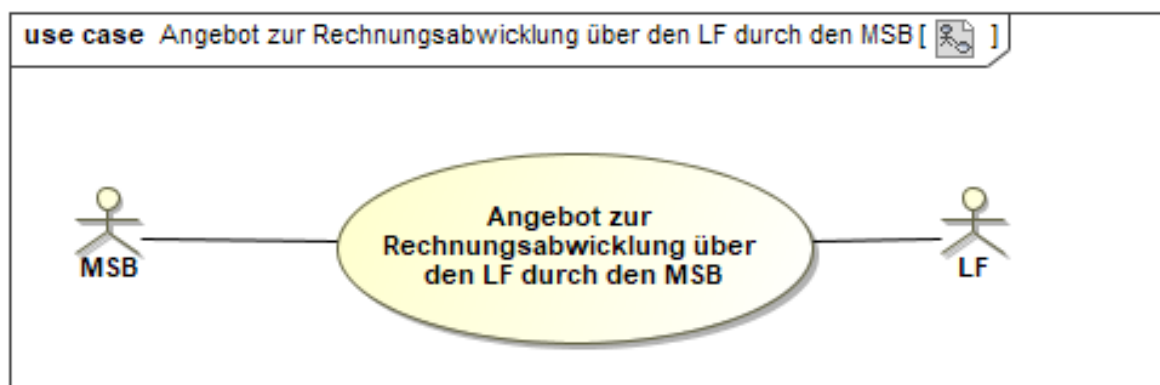 use case Angebot zur Rechnungsabwicklung über den LF durch den MSB [ ]
Angebot zur
Rechnungsabwicklung über
den LF durch den MSB
MSB
LF